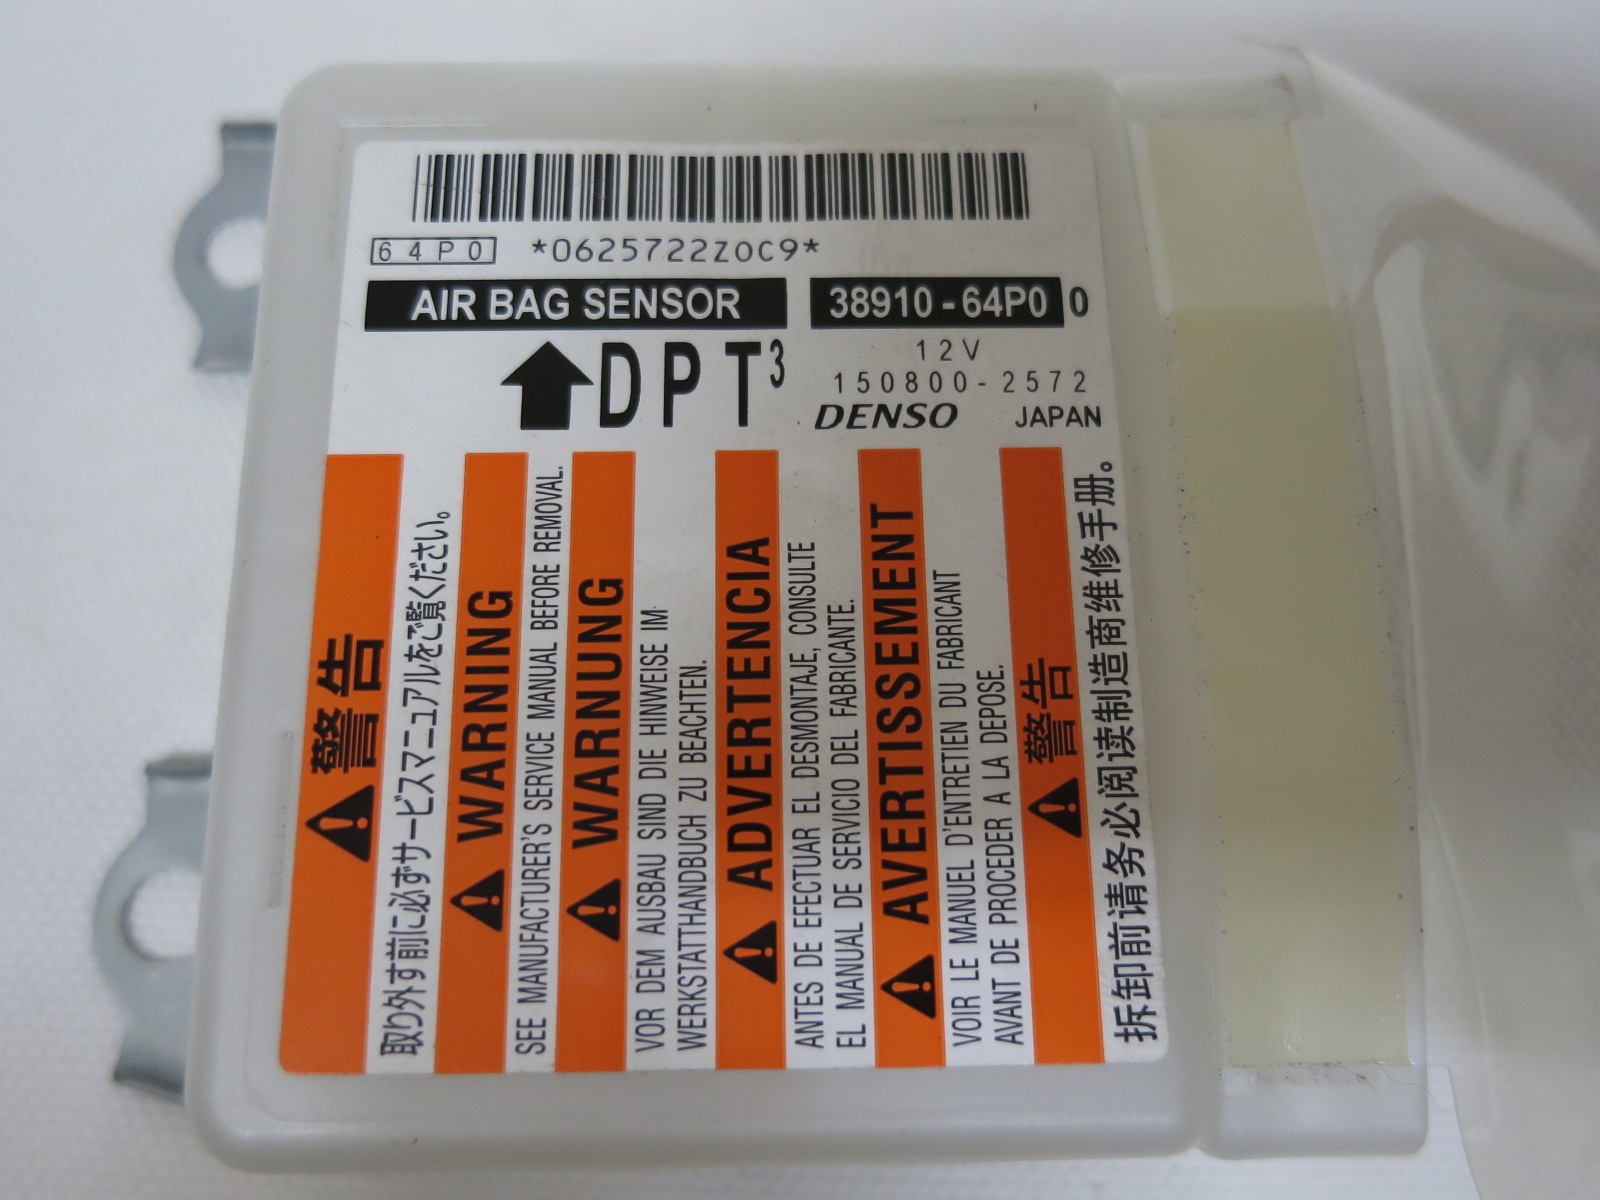 64P0 *0625722ZOC9*
AIR BAG SENSOR 38910-64P0 0
⬆DPT³
12V
150800-2572
DENSO JAPAN
警告
取り外す前に必ずサービスマニュアルをご覧ください。
WARNING
SEE MANUFACTURER'S SERVICE MANUAL BEFORE REMOVAL.
WARNUNG
VOR DEM AUSBAU SIND DIE HINWEISE IM
WERKSTATTHANDBUCH ZU BEACHTEN.
ADVERTENCIA
ANTES DE EFECTUAR EL DESMONTAJE, CONSULTE
EL MANUAL DE SERVICIO DEL FABRICANTE.
AVERTISSEMENT
VOIR LE MANUEL D'ENTRETIEN DU FABRICANT
AVANT DE PROCEDER A LA DEPOSE.
警告
拆卸前请务必阅读制造商维修手册。